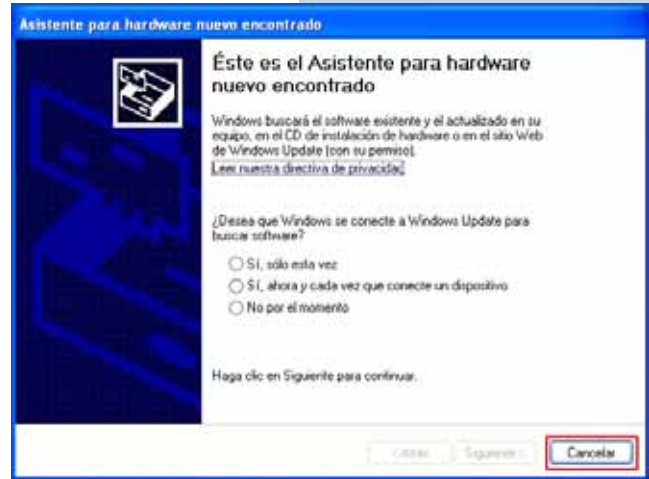 Asistente para hardware nuevo encontrado
Éste es el Asistente para hardware
nuevo encontrado
Windows buscará el software existente y el actualizado en su
equipo, en el CD de instalación de hardware o en el sitio Web
de Windows Update (con su permiso).
Leer nuestra directiva de privacidad
¿Desea que Windows se conecte a Windows Update para
buscar software?
Sí, sólo esta vez
Sí, ahora y cada vez que conecte un dispositivo
No por el momento
Haga clic en Siguiente para continuar.
< Atrás Siguiente > Cancelar